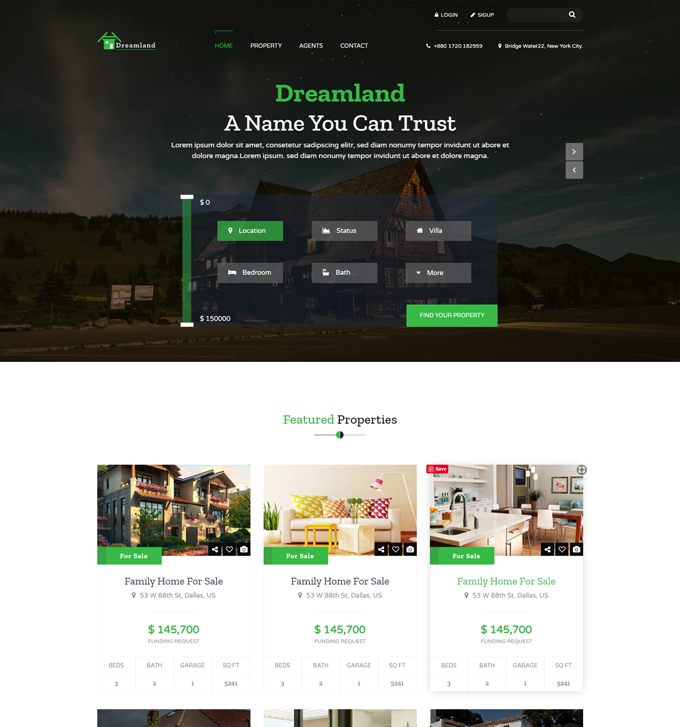 LOGIN SIGUP
Dreamland
HOME PROPERTY AGENTS CONTACT +880 1720 182959 Bridge Water22, New York City.
Dreamland
A Name You Can Trust
Lorem ipsum dolor sit amet, consetetur sadipscing elitr, sed diam nonumy tempor invidunt ut abore et
dolore magna.Lorem ipsum. sed diam nonumy tempor invidunt ut abore et dolore magna.
$ 0
Location Status Villa
Bedroom Bath More
$ 150000
FIND YOUR PROPERTY
Featured Properties
Save
For Sale For Sale For Sale
Family Home For Sale Family Home For Sale Family Home For Sale
53 W 88th St, Dallas, US 53 W 88th St, Dallas, US 53 W 88th St, Dallas, US
$ 145,700 $ 145,700 $ 145,700
FUNDING REQUEST FUNDING REQUEST FUNDING REQUEST
BEDS BATH GARAGE SQ FT BEDS BATH GARAGE SQ FT BEDS BATH GARAGE SQ FT
3 2 1 5341 3 2 1 5341 3 2 1 5341